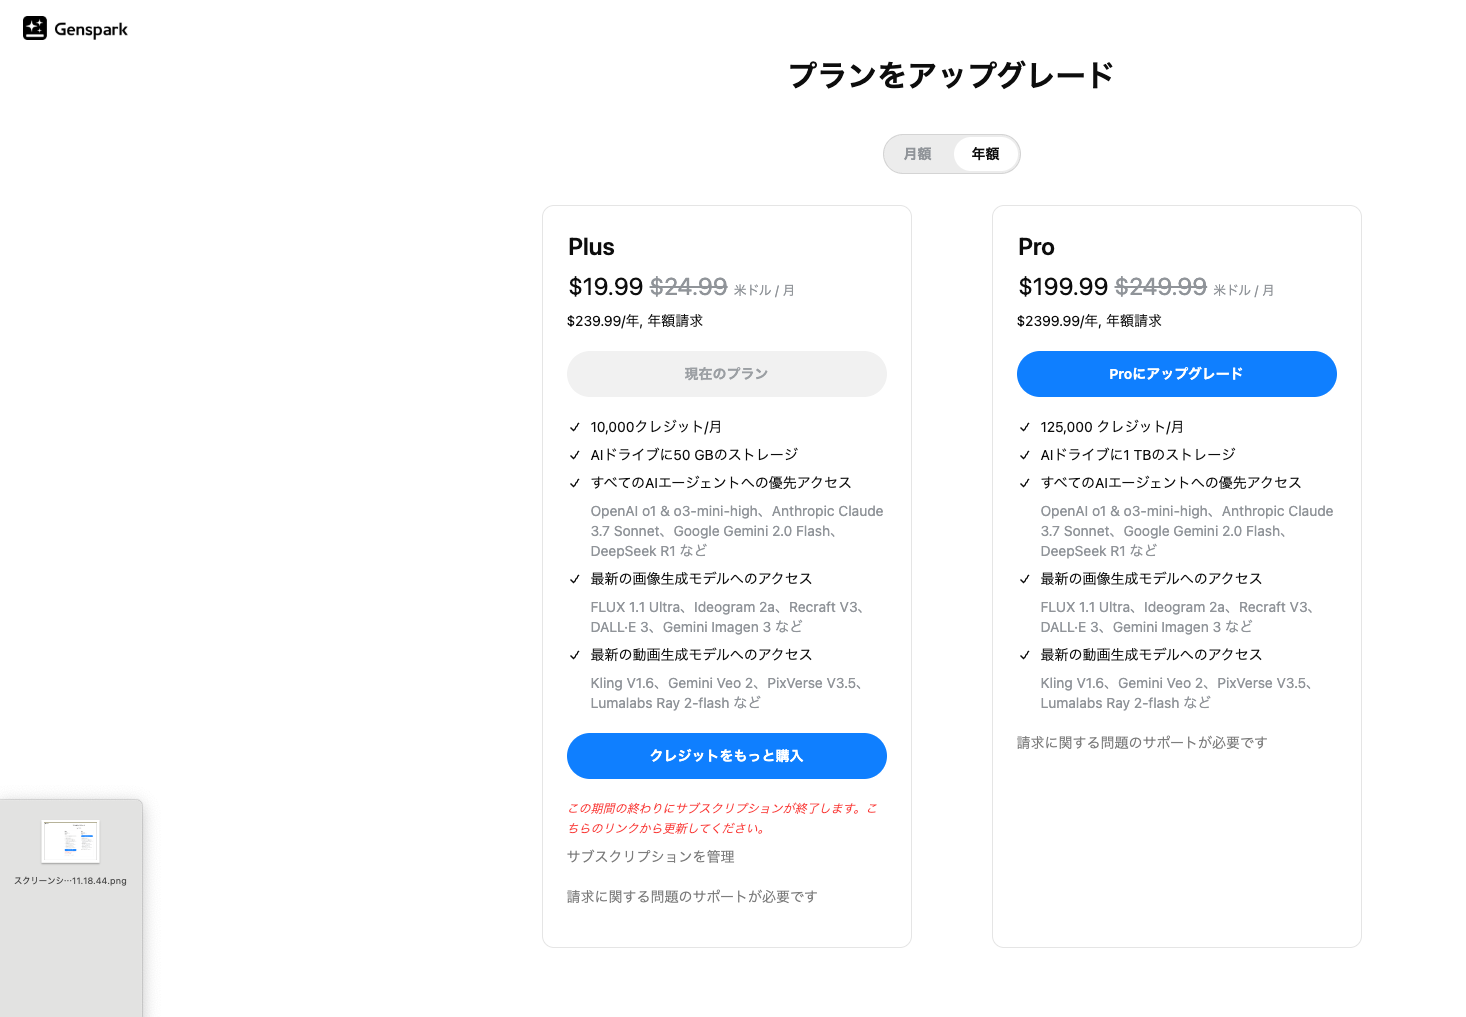 Genspark
プランをアップグレード
月額 年額
Plus
$19.99 $24.99 米ドル / 月
$239.99/年, 年額請求
現在のプラン
10,000クレジット/月
AIドライブに50 GBのストレージ
すべてのAIエージェントへの優先アクセス
OpenAI o1 & o3-mini-high、Anthropic Claude
3.7 Sonnet、Google Gemini 2.0 Flash、
DeepSeek R1 など
最新の画像生成モデルへのアクセス
FLUX 1.1 Ultra、Ideogram 2a、Recraft V3、
DALL·E 3、Gemini Imagen 3 など
最新の動画生成モデルへのアクセス
Kling V1.6、Gemini Veo 2、PixVerse V3.5、
Lumalabs Ray 2-flash など
クレジットをもっと購入
この期間の終わりにサブスクリプションが終了します。こ
ちらのリンクから更新してください。
サブスクリプションを管理
請求に関する問題のサポートが必要です
Pro
$199.99 $249.99 米ドル / 月
$2399.99/年, 年額請求
Proにアップグレード
125,000 クレジット/月
AIドライブに1 TBのストレージ
すべてのAIエージェントへの優先アクセス
OpenAI o1 & o3-mini-high、Anthropic Claude
3.7 Sonnet、Google Gemini 2.0 Flash、
DeepSeek R1 など
最新の画像生成モデルへのアクセス
FLUX 1.1 Ultra、Ideogram 2a、Recraft V3、
DALL·E 3、Gemini Imagen 3 など
最新の動画生成モデルへのアクセス
Kling V1.6、Gemini Veo 2、PixVerse V3.5、
Lumalabs Ray 2-flash など
請求に関する問題のサポートが必要です
スクリーンシ…11.18.44.png